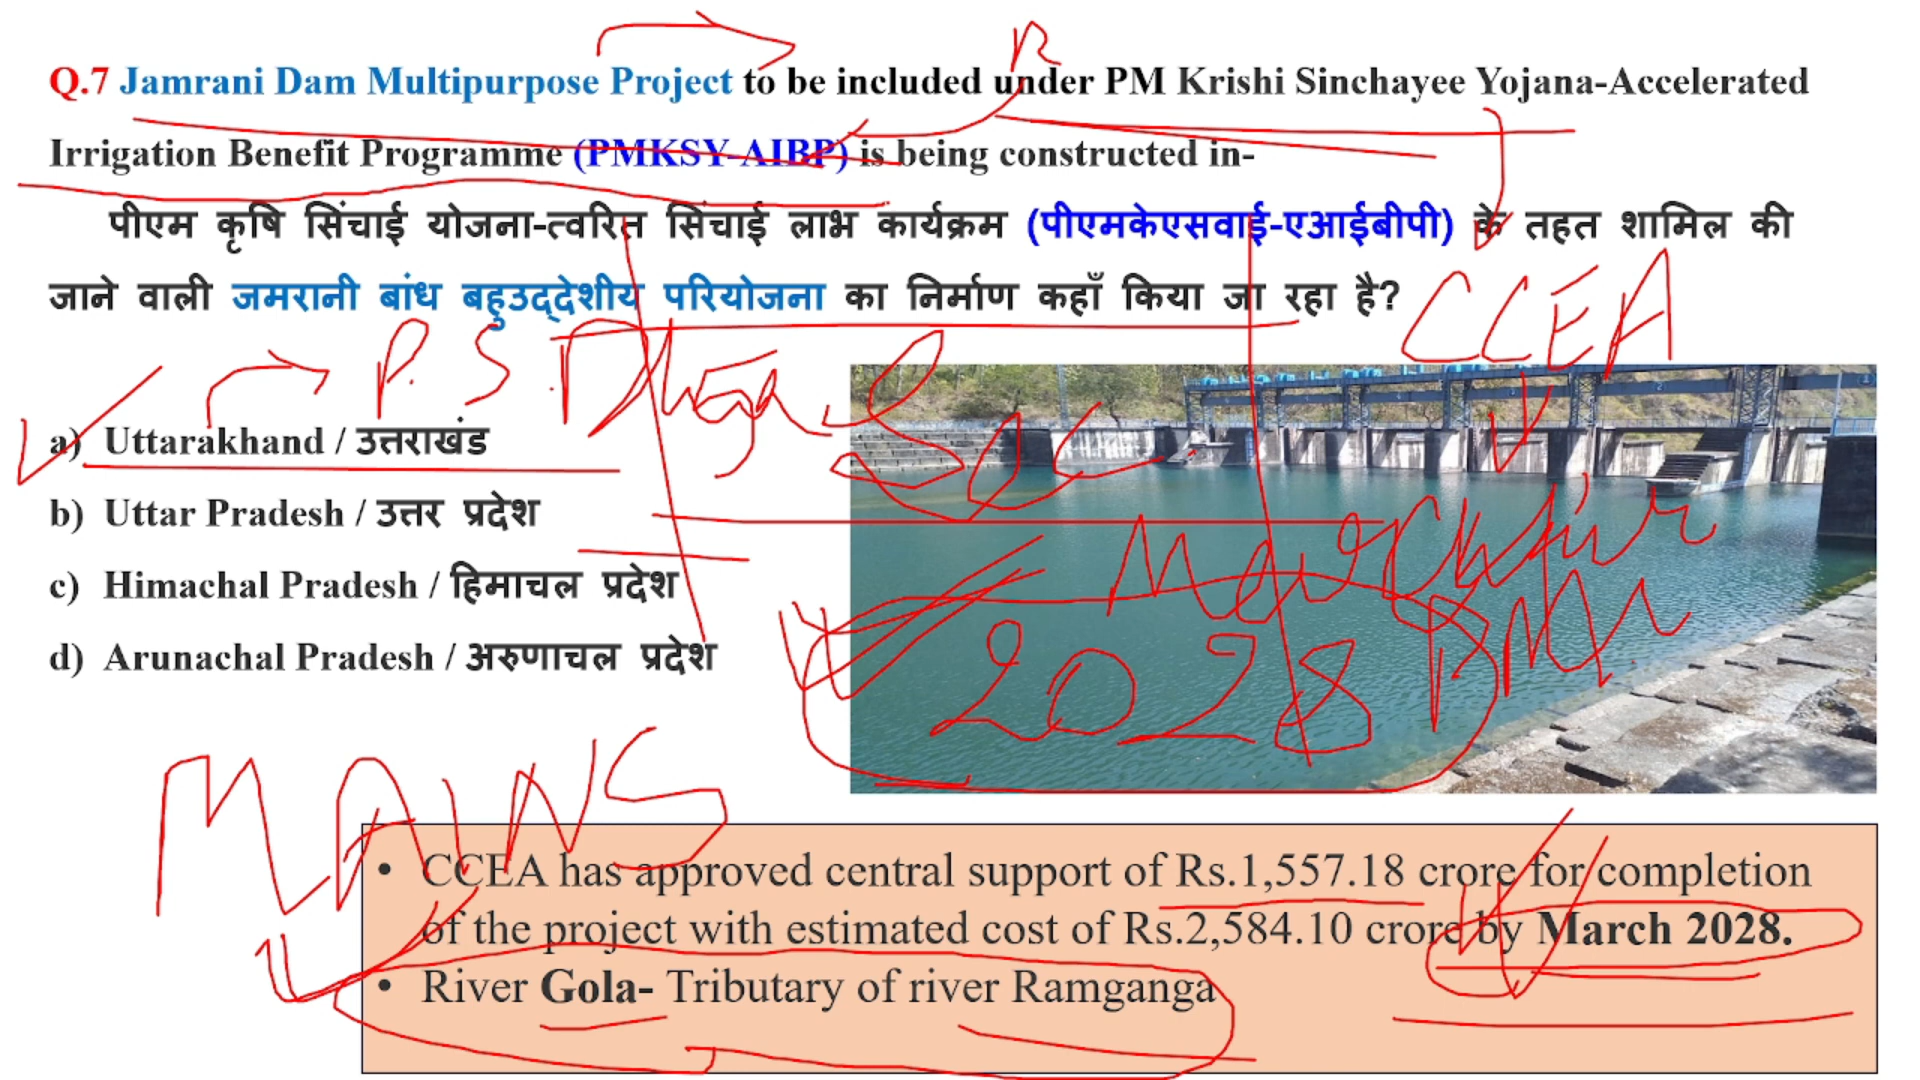 Q.7 Jamrani Dam Multipurpose Project to be included under PM Krishi Sinchayee Yojana-Accelerated
Irrigation Benefit Programme (PMKSY-AIBP) is being constructed in-
पीएम कृषि सिंचाई योजना-त्वरित सिंचाई लाभ कार्यक्रम (पीएमकेएसवाई-एआईबीपी) के तहत शामिल की
जाने वाली जमरानी बांध बहुउद्देशीय परियोजना का निर्माण कहाँ किया जा रहा है?
CCEA
P.S.
a) Uttarakhand / उत्तराखंड
b) Uttar Pradesh / उत्तर प्रदेश
c) Himachal Pradesh / हिमाचल प्रदेश
d) Arunachal Pradesh / अरुणाचल प्रदेश
March
2028
MAINS
• CCEA has approved central support of Rs.1,557.18 crore for completion
of the project with estimated cost of Rs.2,584.10 crore by March 2028.
• River Gola- Tributary of river Ramganga